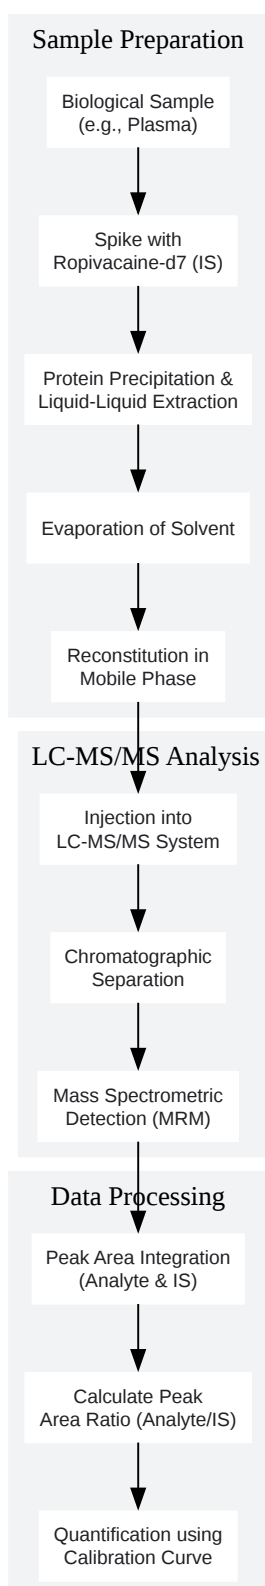 Sample Preparation
Biological Sample
(e.g., Plasma)
Spike with
Ropivacaine-d7 (IS)
Protein Precipitation &
Liquid-Liquid Extraction
Evaporation of Solvent
Reconstitution in
Mobile Phase
LC-MS/MS Analysis
Injection into
LC-MS/MS System
Chromatographic
Separation
Mass Spectrometric
Detection (MRM)
Data Processing
Peak Area Integration
(Analyte & IS)
Calculate Peak
Area Ratio (Analyte/IS)
Quantification using
Calibration Curve